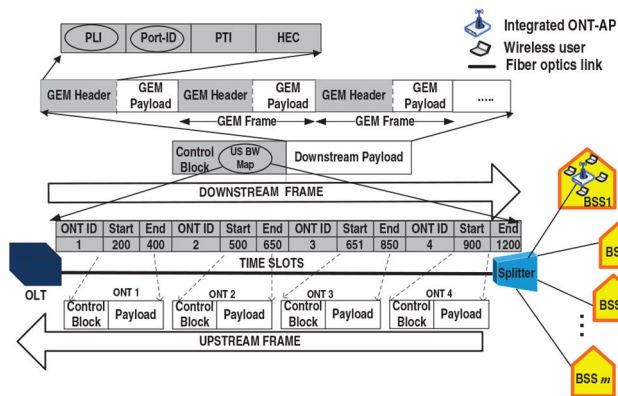 PLI Port-ID PTI HEC
Integrated ONT-AP
Wireless user
Fiber optics link
GEM Header GEM Payload GEM Header GEM Payload GEM Header GEM Payload .....
GEM Frame GEM Frame
Control Block US BW Map Downstream Payload
DOWNSTREAM FRAME
BSS1
ONT ID Start End ONT ID Start End ONT ID Start End ONT ID Start End
1 200 400 2 500 650 3 651 850 4 900 1200
BS
TIME SLOTS
Splitter
OLT
ONT 1 ONT 2 ONT 3 ONT 4
BSS
Control Block Payload Control Block Payload Control Block Payload Control Block Payload
UPSTREAM FRAME
BSS m